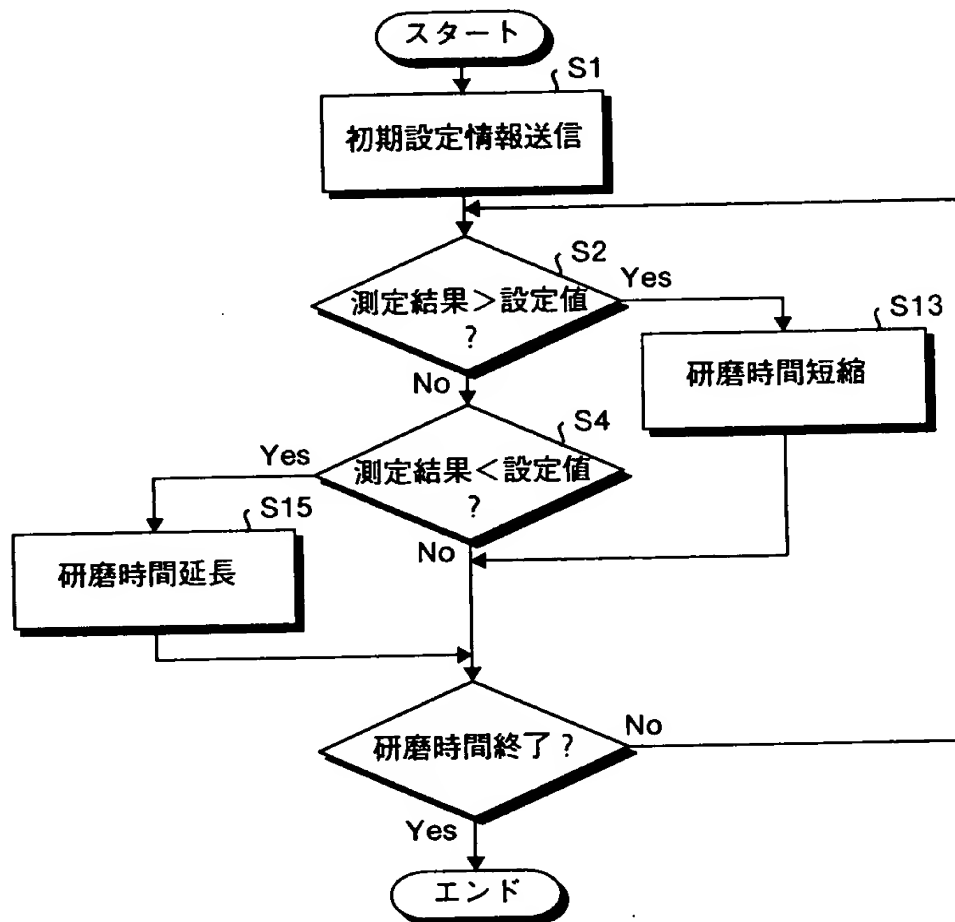 スタート
S1
初期設定情報送信
S2
測定結果＞設定値
?
Yes
No
S13
研磨時間短縮
S4
測定結果＜設定値
?
Yes
No
S15
研磨時間延長
研磨時間終了?
No
Yes
エンド